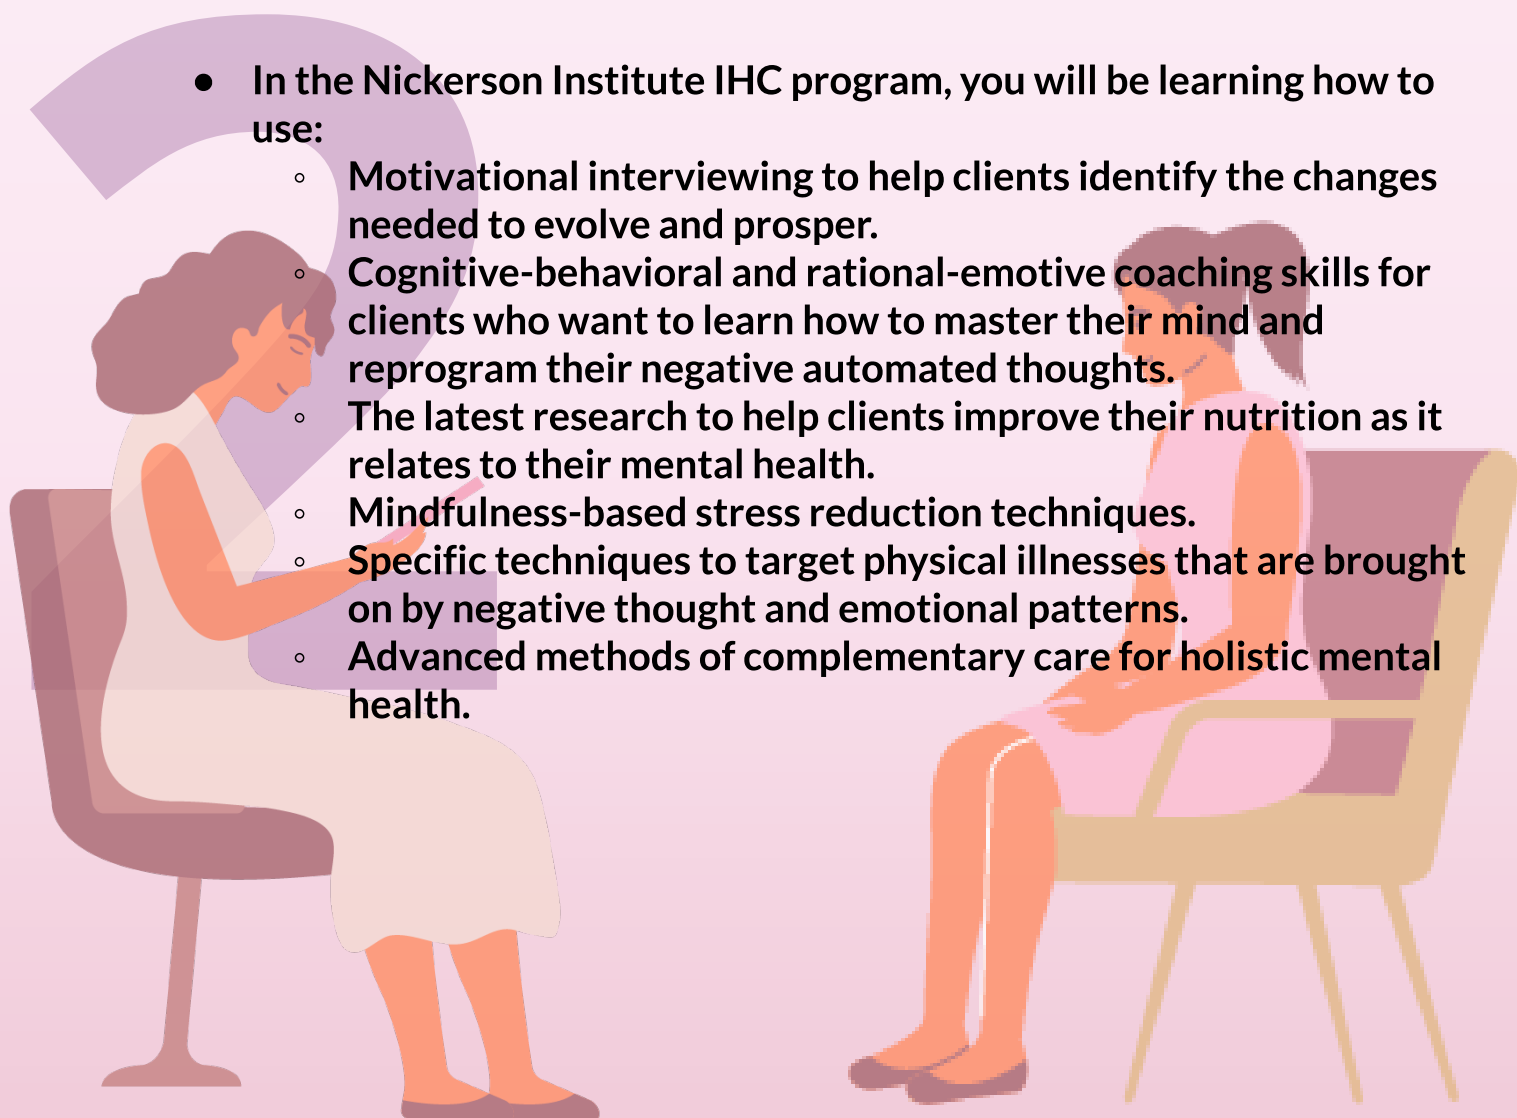 2
● In the Nickerson Institute IHC program, you will be learning how to
use:
◦ Motivational interviewing to help clients identify the changes
needed to evolve and prosper.
◦ Cognitive-behavioral and rational-emotive coaching skills for
clients who want to learn how to master their mind and
reprogram their negative automated thoughts.
◦ The latest research to help clients improve their nutrition as it
relates to their mental health.
◦ Mindfulness-based stress reduction techniques.
◦ Specific techniques to target physical illnesses that are brought
on by negative thought and emotional patterns.
◦ Advanced methods of complementary care for holistic mental
health.